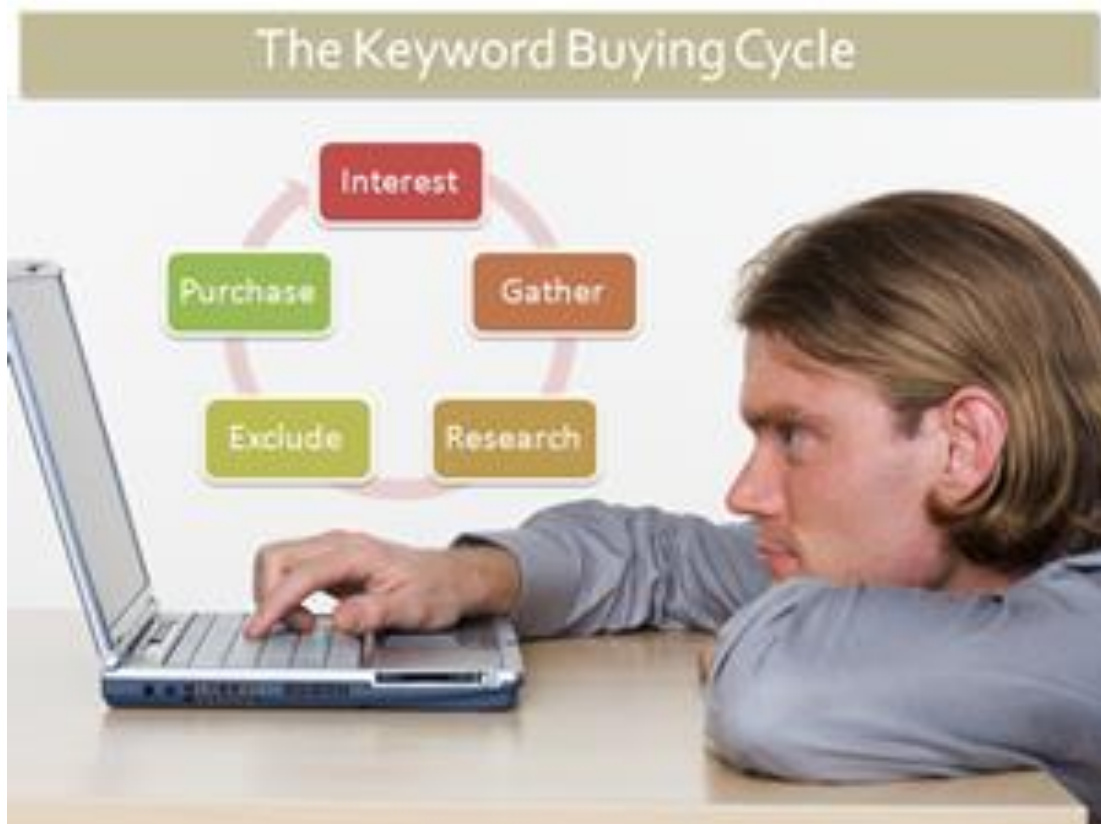 The Keyword Buying Cycle
Interest
Gather
Research
Exclude
Purchase